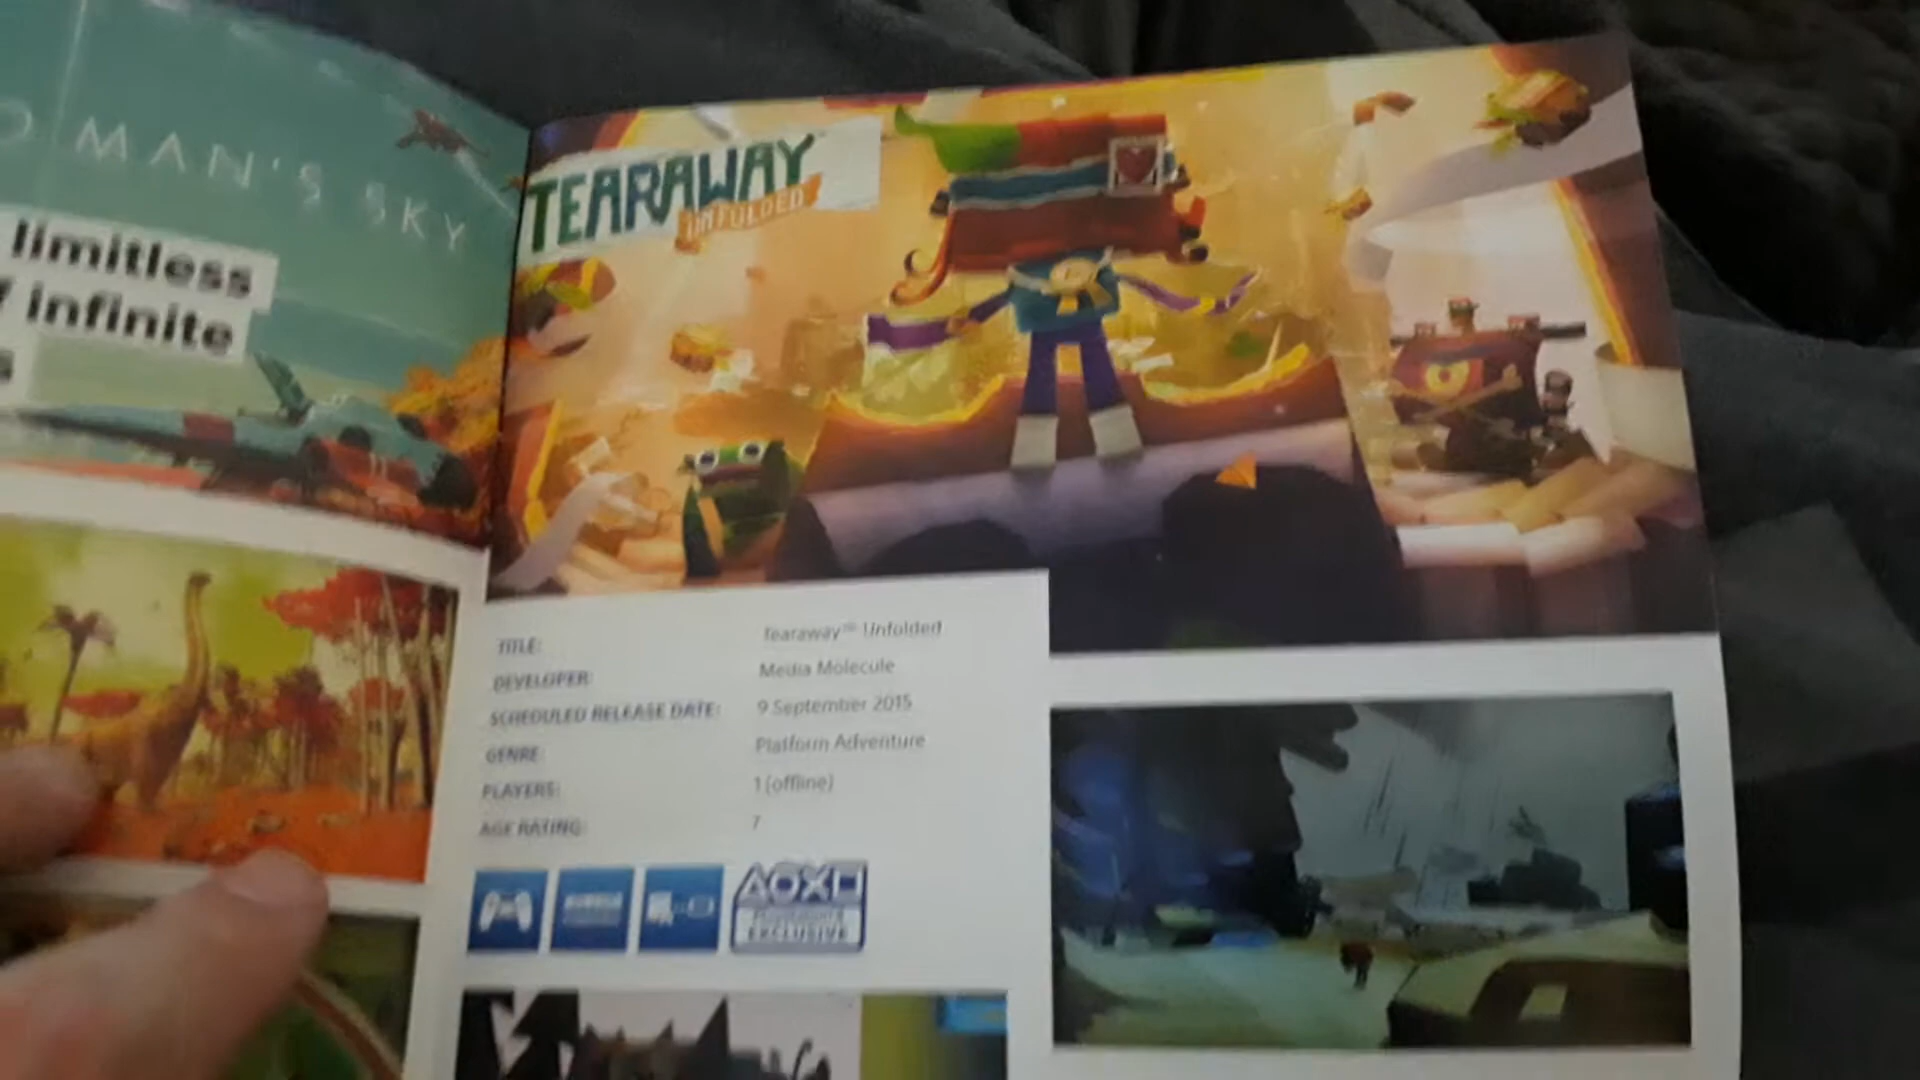 O MAN'S SKY
limitless
infinite
TEARAWAY
UNFOLDED
TITLE: Tearaway™ Unfolded
DEVELOPER: Media Molecule
SCHEDULED RELEASE DATE: 9 September 2015
GENRE: Platform Adventure
PLAYERS: 1 (offline)
AGE RATING: 7
EXCLUSIVE